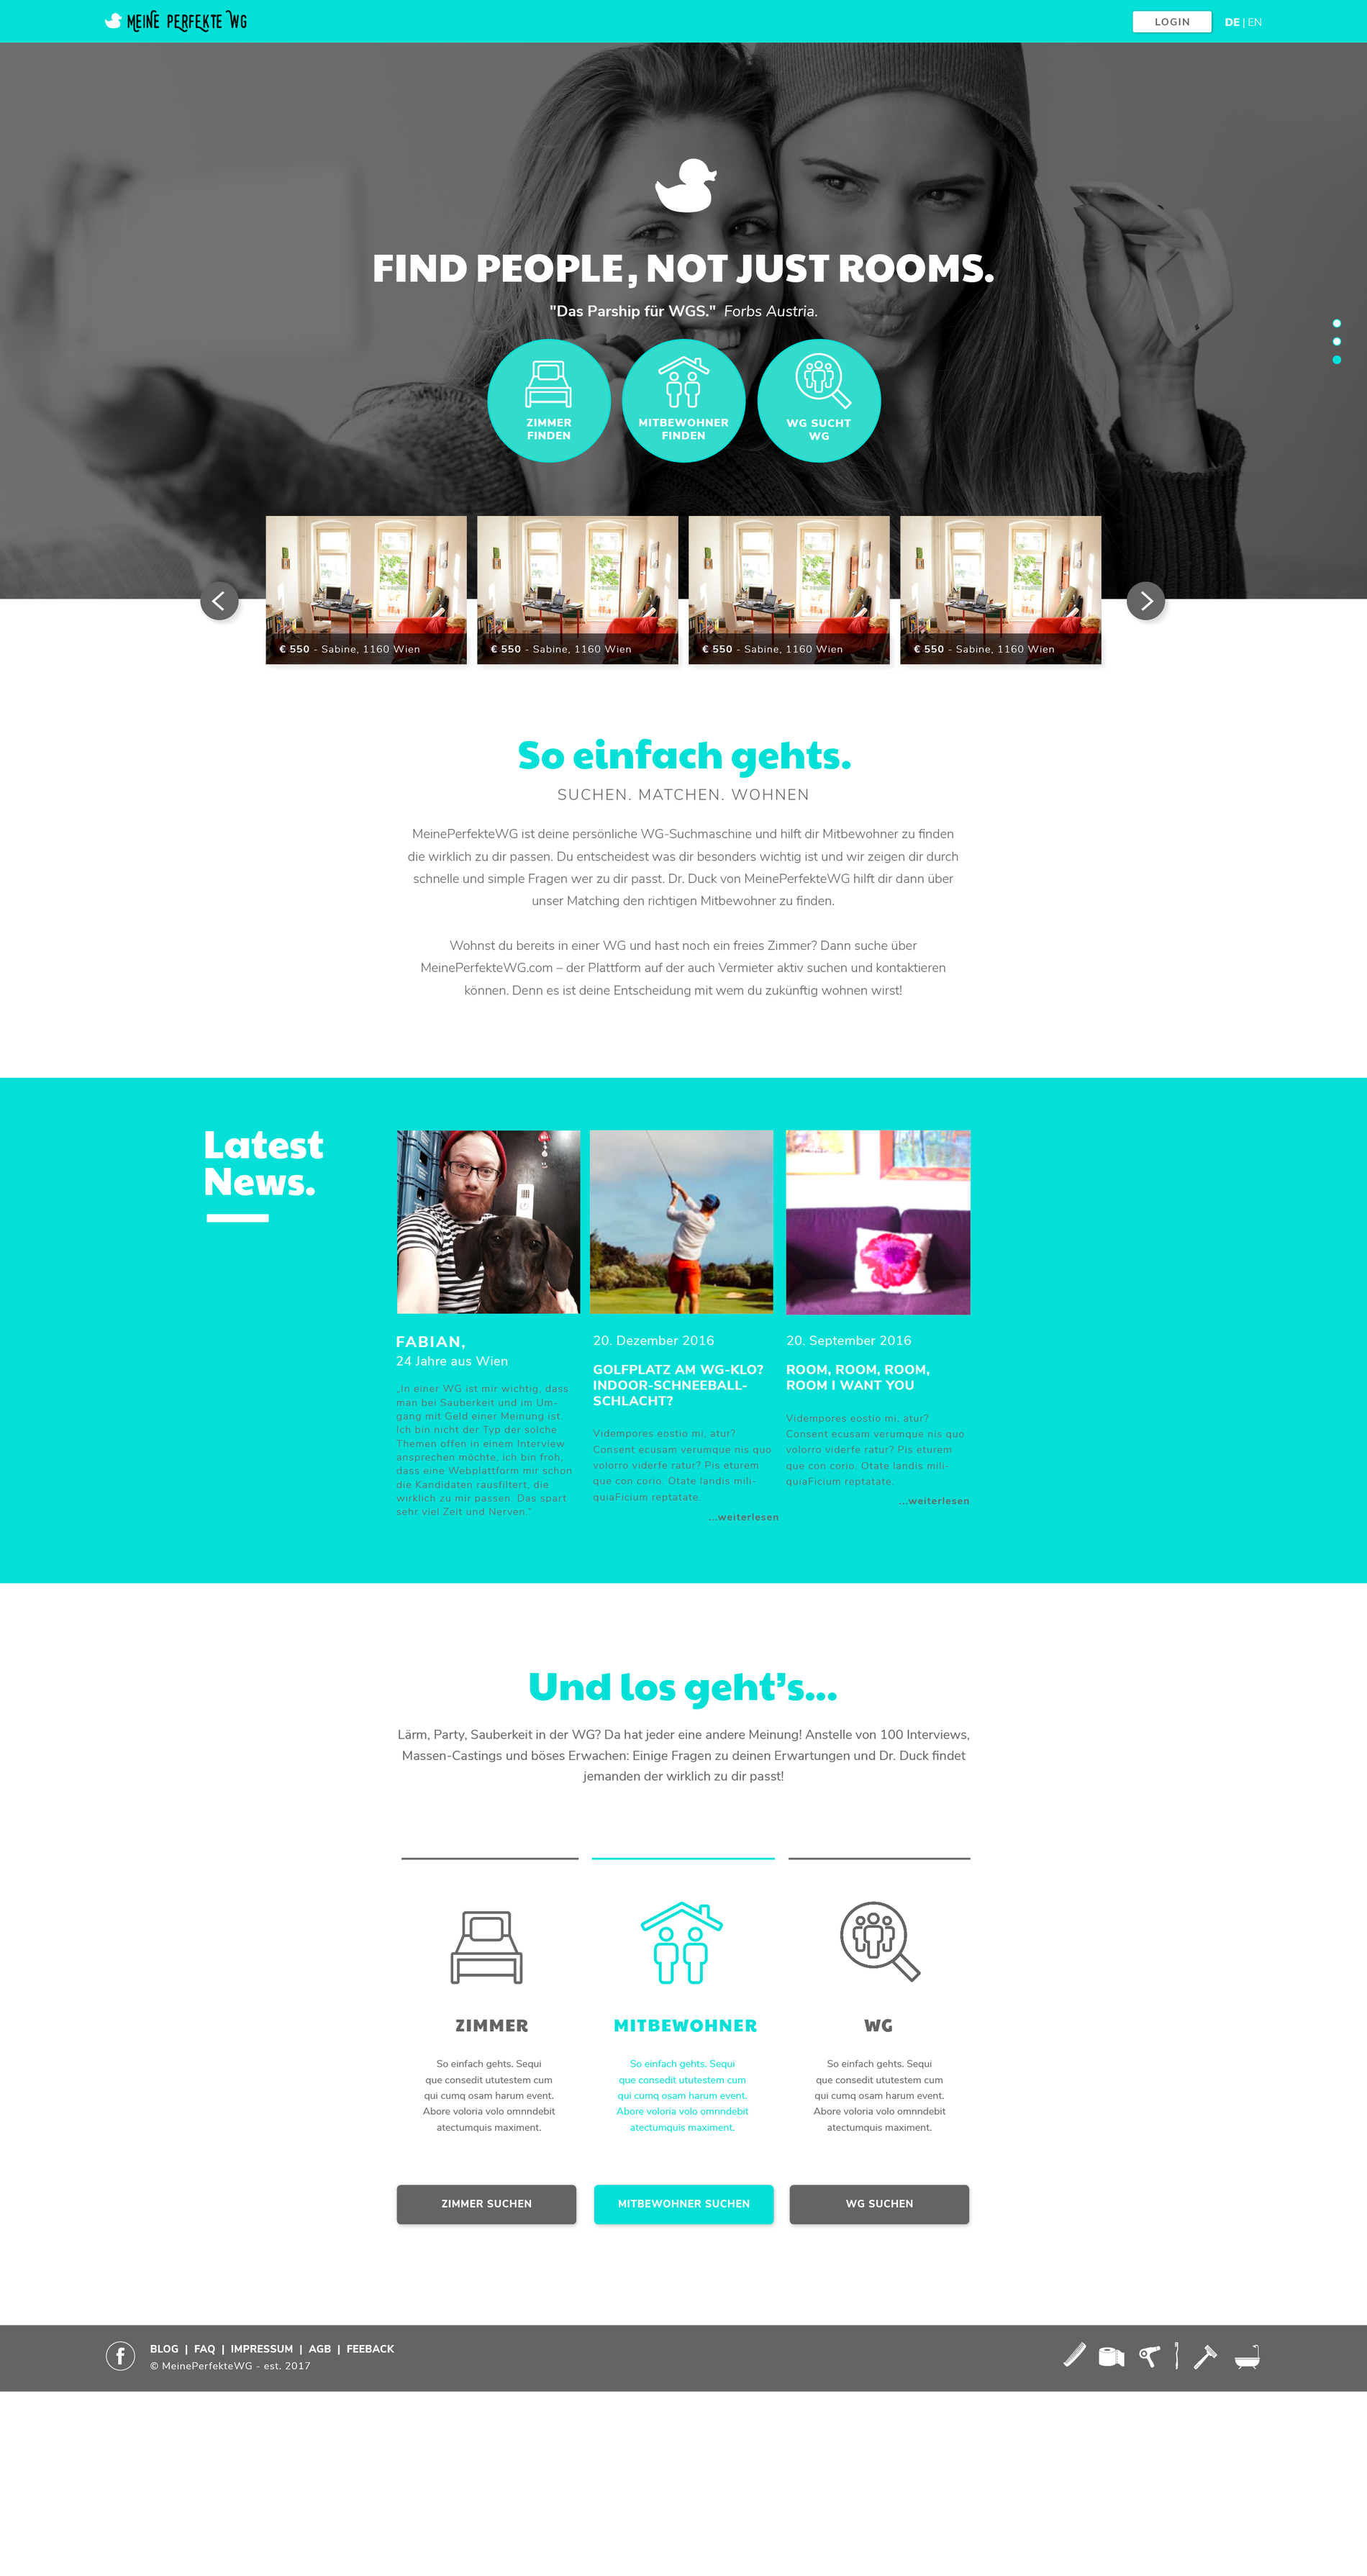 MEINE PERFEKTE WG
LOGIN
DE | EN
FIND PEOPLE, NOT JUST ROOMS.
"Das Parship für WGS." Forbs Austria.
ZIMMER
FINDEN
MITBEWOHNER
FINDEN
WG SUCHT
WG
€ 550 - Sabine, 1160 Wien
€ 550 - Sabine, 1160 Wien
€ 550 - Sabine, 1160 Wien
€ 550 - Sabine, 1160 Wien
So einfach gehts.
SUCHEN. MATCHEN. WOHNEN
MeinePerfekteWG ist deine persönliche WG-Suchmaschine und hilft dir Mitbewohner zu finden
die wirklich zu dir passen. Du entscheidest was dir besonders wichtig ist und wir zeigen dir durch
schnelle und simple Fragen wer zu dir passt. Dr. Duck von MeinePerfekteWG hilft dir dann über
unser Matching den richtigen Mitbewohner zu finden.
Wohnst du bereits in einer WG und hast noch ein freies Zimmer? Dann suche über
MeinePerfekteWG.com – der Plattform auf der auch Vermieter aktiv suchen und kontaktieren
können. Denn es ist deine Entscheidung mit wem du zukünftig wohnen wirst!
Latest
News.
FABIAN,
24 Jahre aus Wien
„In einer WG ist mir wichtig, dass
man bei Sauberkeit und im Um-
gang mit Geld einer Meinung ist.
Ich bin nicht der Typ der solche
Themen offen in einem Interview
ansprechen möchte, ich bin froh,
dass eine Webplattform mir schon
die Kandidaten rausfiltert, die
wirklich zu mir passen. Das spart
sehr viel Zeit und Nerven."
20. Dezember 2016
GOLFPLATZ AM WG-KLO?
INDOOR-SCHNEEBALL-
SCHLACHT?
Vidempores eostio mi, atur?
Consent ecusam verumque nis quo
volorro viderfe ratur? Pis eturem
que con corio. Otate landis mili-
quiaFicium reptatate.
...weiterlesen
20. September 2016
ROOM, ROOM, ROOM,
ROOM I WANT YOU
Vidempores eostio mi, atur?
Consent ecusam verumque nis quo
volorro viderfe ratur? Pis eturem
que con corio. Otate landis mili-
quiaFicium reptatate.
...weiterlesen
Und los geht's...
Lärm, Party, Sauberkeit in der WG? Da hat jeder eine andere Meinung! Anstelle von 100 Interviews,
Massen-Castings und böses Erwachen: Einige Fragen zu deinen Erwartungen und Dr. Duck findet
jemanden der wirklich zu dir passt!
ZIMMER
So einfach gehts. Sequi
que consedit ututestem cum
qui cumq osam harum event.
Abore voloria volo omnndebit
atectumquis maximent.
ZIMMER SUCHEN
MITBEWOHNER
So einfach gehts. Sequi
que consedit ututestem cum
qui cumq osam harum event.
Abore voloria volo omnndebit
atectumquis maximent.
MITBEWOHNER SUCHEN
WG
So einfach gehts. Sequi
que consedit ututestem cum
qui cumq osam harum event.
Abore voloria volo omnndebit
atectumquis maximent.
WG SUCHEN
f
BLOG | FAQ | IMPRESSUM | AGB | FEEBACK
© MeinePerfekteWG - est. 2017